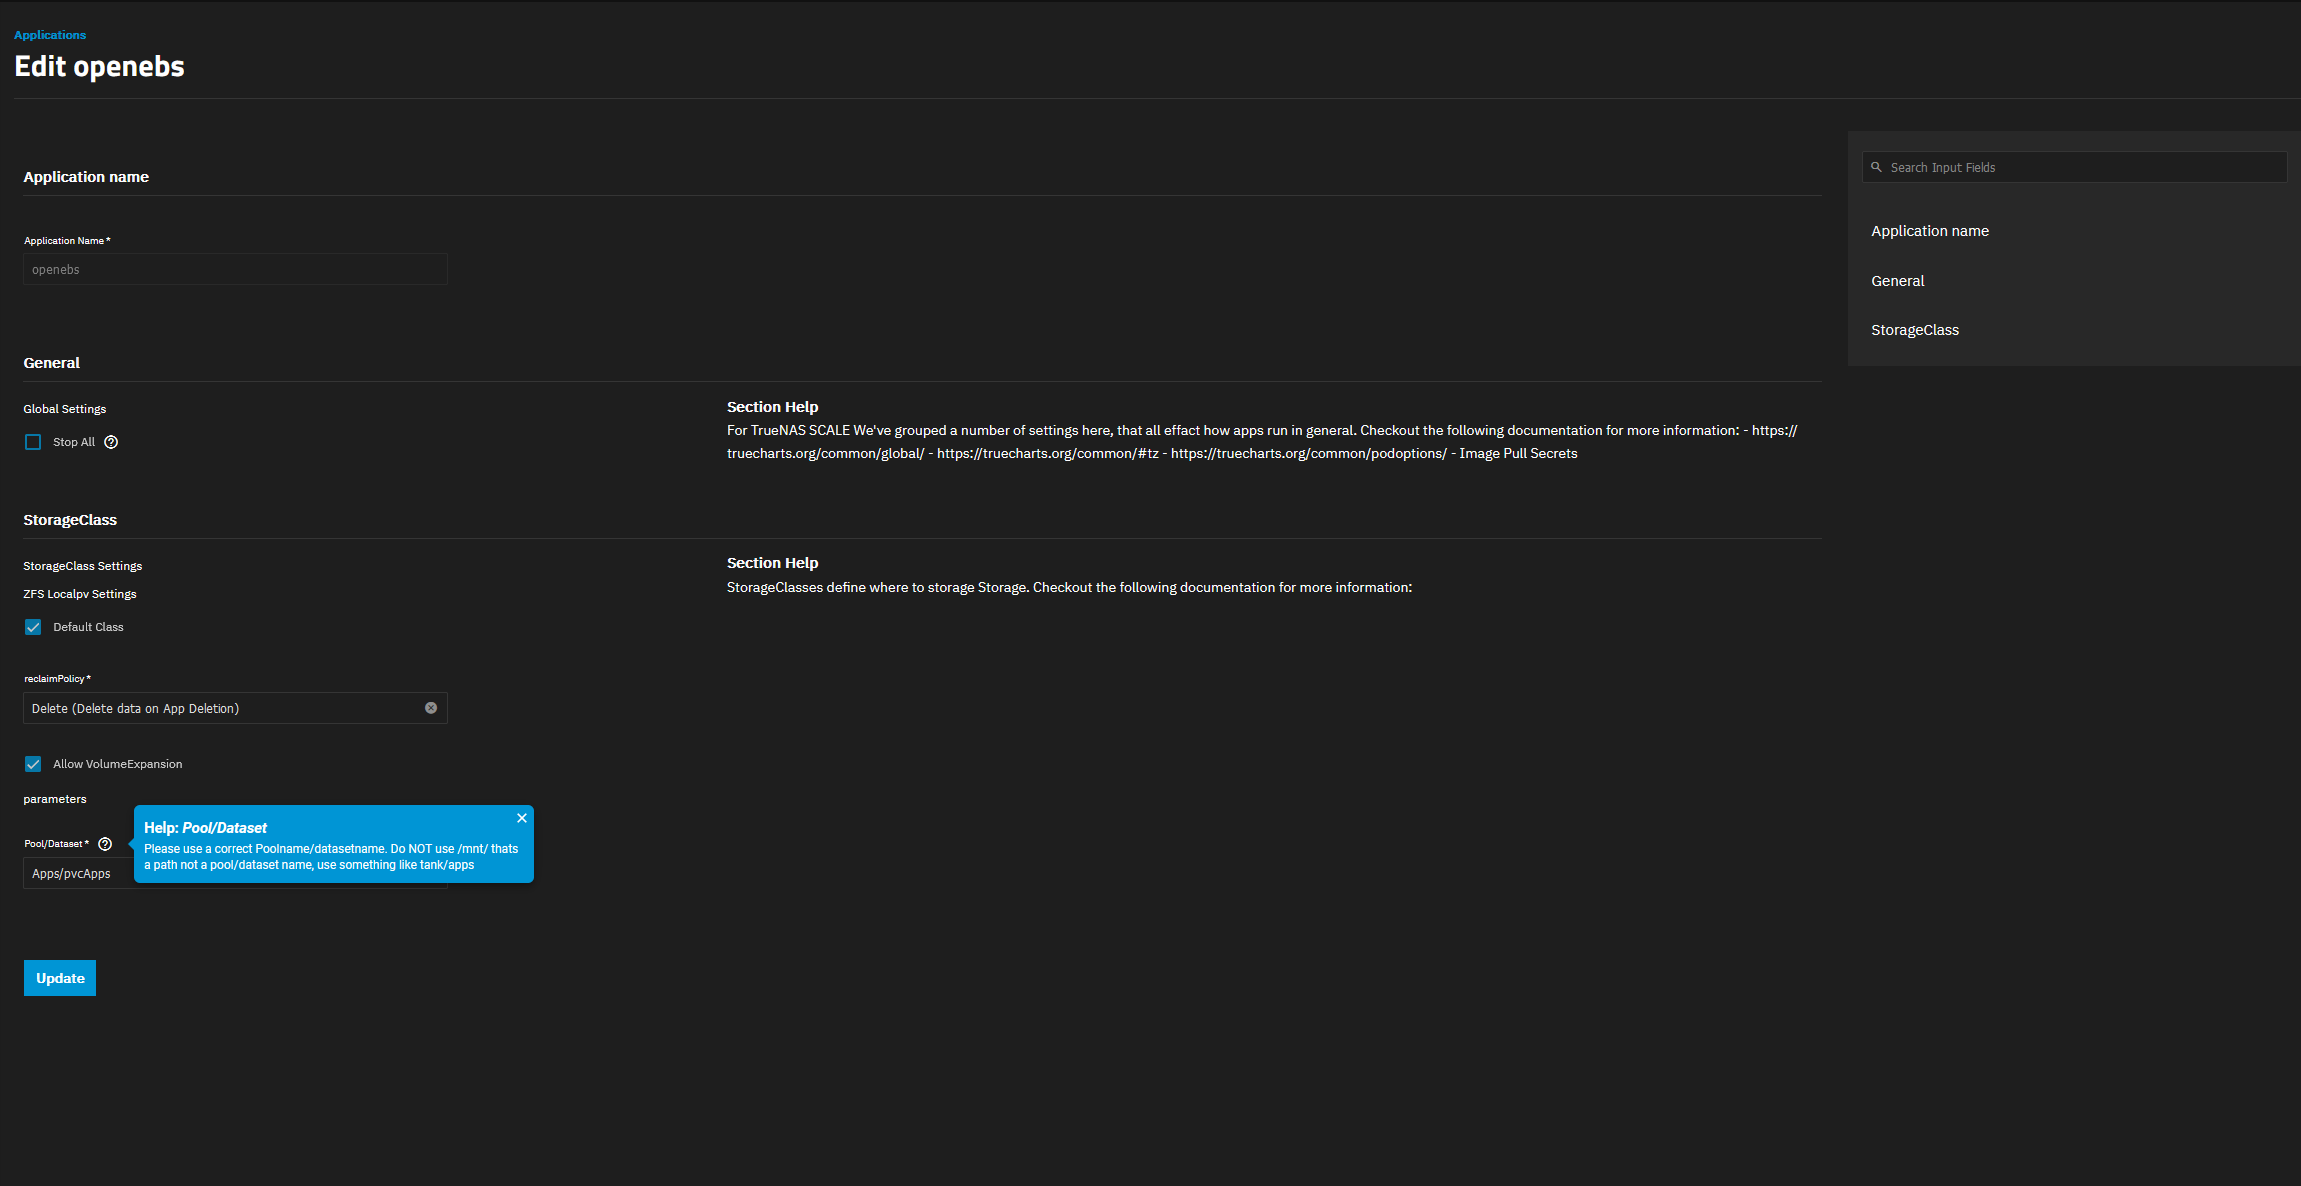 Applications
Edit openebs
Application name
Application Name *
openebs
General
Global Settings
Stop All
Section Help
For TrueNAS SCALE We've grouped a number of settings here, that all effact how apps run in general. Checkout the following documentation for more information: - https://
truecharts.org/common/global/ - https://truecharts.org/common/#tz - https://truecharts.org/common/podoptions/ - Image Pull Secrets
StorageClass
StorageClass Settings
ZFS Localpv Settings
Default Class
Section Help
StorageClasses define where to storage Storage. Checkout the following documentation for more information:
reclaimPolicy *
Delete (Delete data on App Deletion)
Allow VolumeExpansion
parameters
Pool/Dataset *
Apps/pvcApps
Help: Pool/Dataset
Please use a correct Poolname/datasetname. Do NOT use /mnt/ thats
a path not a pool/dataset name, use something like tank/apps
Update
Search Input Fields
Application name
General
StorageClass